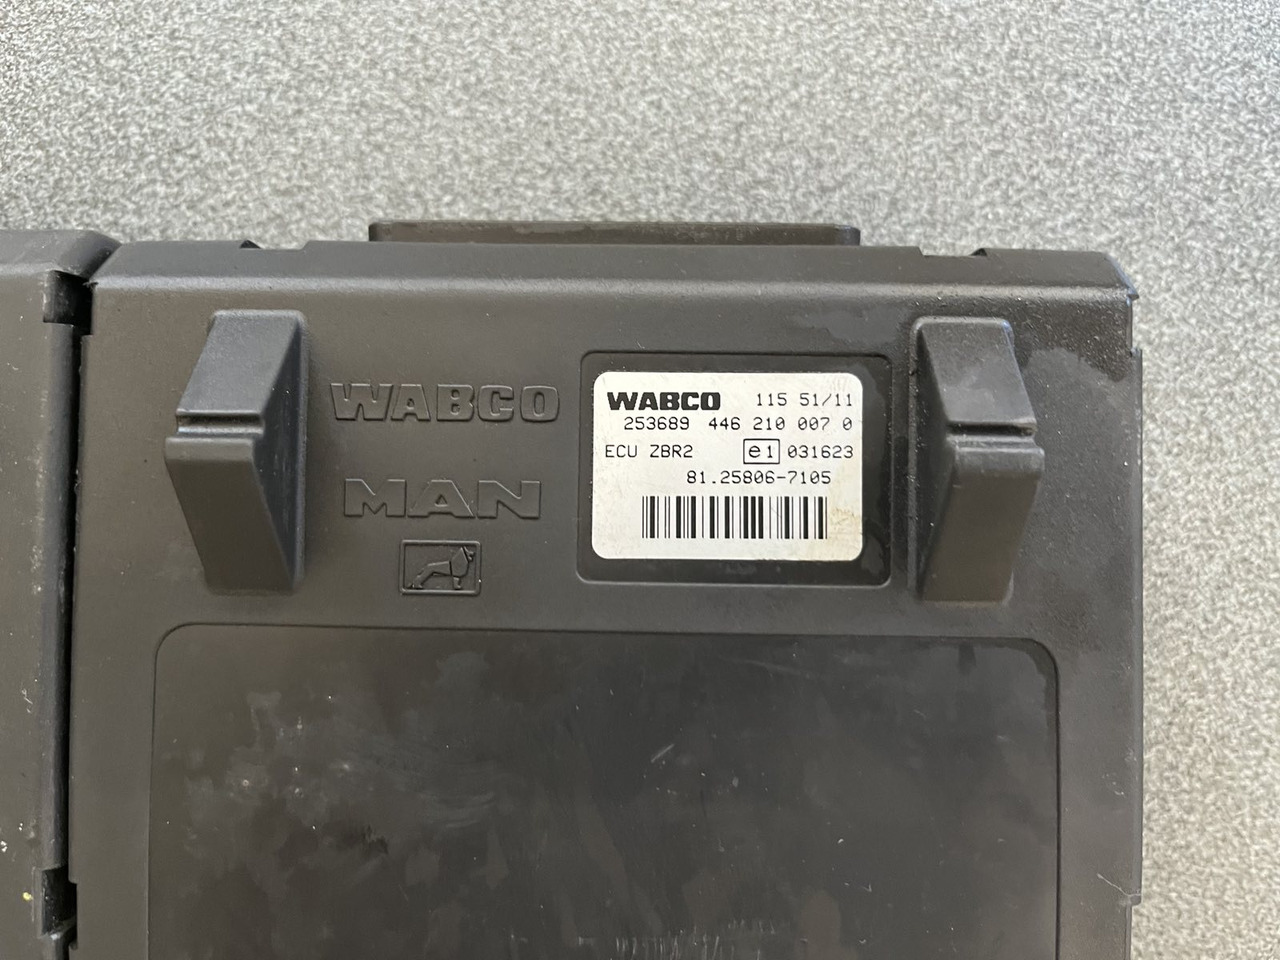 WABCO
MAN
WABCO 115 51/11
253689 446 210 007 0
ECU ZBR2 e1 031623
81.25806-7105